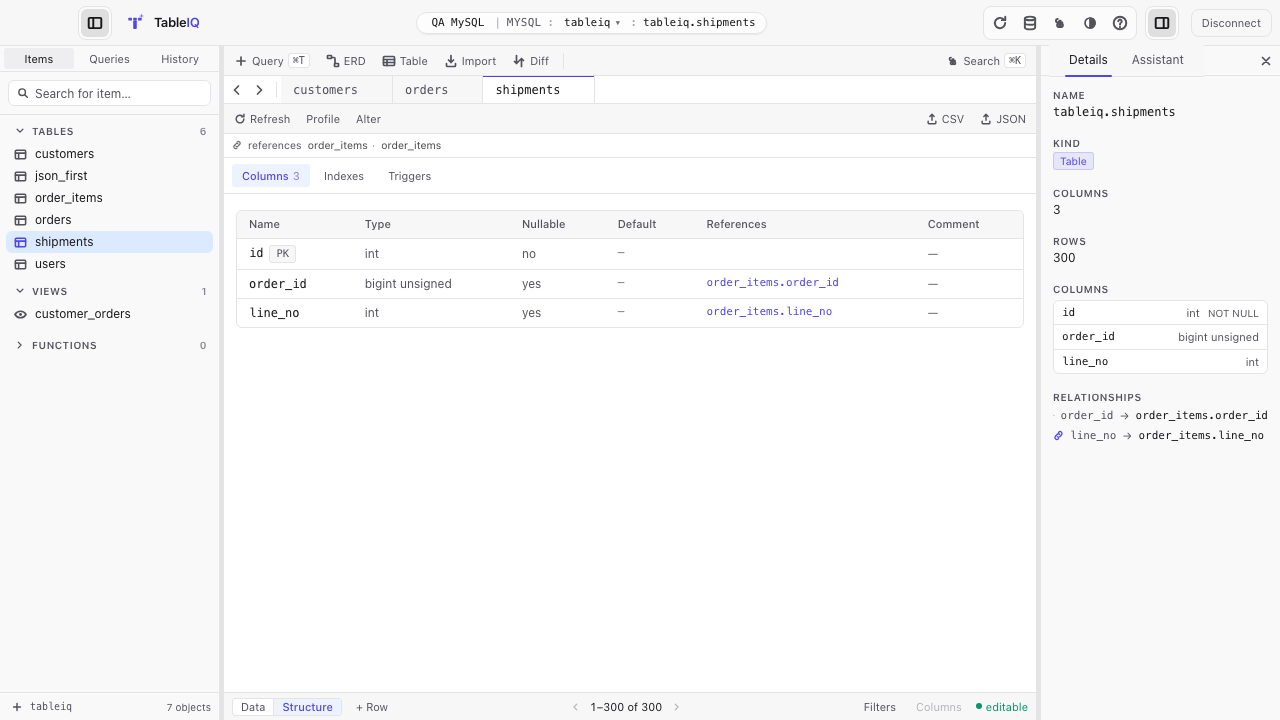 TableIQ
QA MySQL | MYSQL : tableiq ▾ : tableiq.shipments
Disconnect
Items Queries History
Search for item...
TABLES 6
customers
json_first
order_items
orders
shipments
users
VIEWS 1
customer_orders
FUNCTIONS 0
tableiq 7 objects
Query ⌘T ERD Table Import Diff Search ⌘K
customers orders shipments
Refresh Profile Alter CSV JSON
references order_items · order_items
Columns 3 Indexes Triggers
Name Type Nullable Default References Comment
id PK int no — —
order_id bigint unsigned yes — order_items.order_id —
line_no int yes — order_items.line_no —
Data Structure + Row 1–300 of 300 Filters Columns editable
Details Assistant
NAME
tableiq.shipments
KIND
Table
COLUMNS
3
ROWS
300
COLUMNS
id int NOT NULL
order_id bigint unsigned
line_no int
RELATIONSHIPS
order_id → order_items.order_id
line_no → order_items.line_no